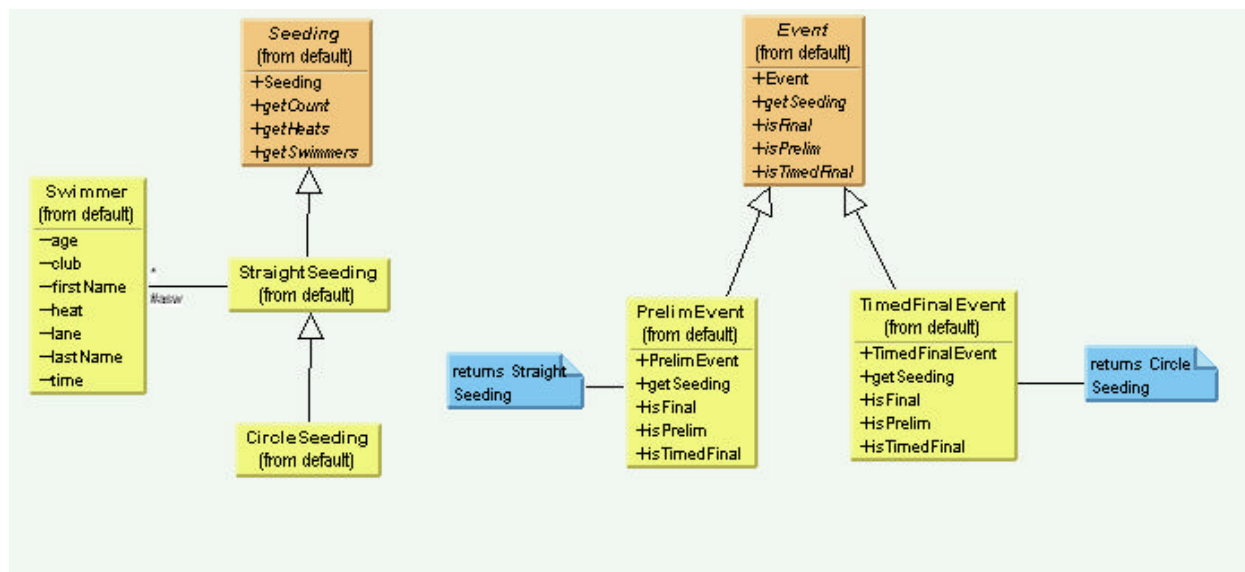 Seeding
(from default)
+Seeding
+getCount
+getHeats
+getSwimmers
Swimmer
(from default)
−age
−club
−firstName
−heat
−lane
−lastName
−time
*
#asw
StraightSeeding
(from default)
CircleSeeding
(from default)
Event
(from default)
+Event
+getSeeding
+isFinal
+isPrelim
+isTimedFinal
PrelimEvent
(from default)
+PrelimEvent
+getSeeding
+isFinal
+isPrelim
+isTimedFinal
returns Straight
Seeding
TimedFinalEvent
(from default)
+TimedFinalEvent
+getSeeding
+isFinal
+isPrelim
+isTimedFinal
returns Circle
Seeding